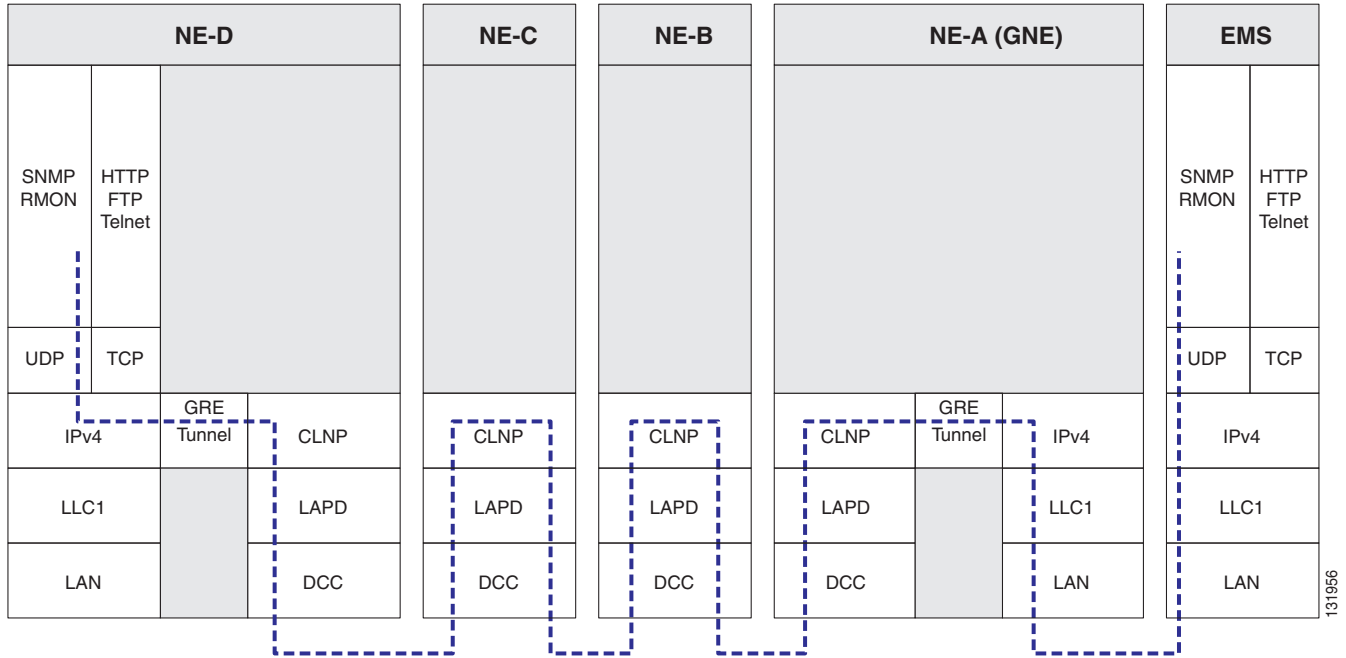 NE-D
NE-C
NE-B
NE-A (GNE)
EMS
SNMP
RMON
HTTP
FTP
Telnet
SNMP
RMON
HTTP
FTP
Telnet
UDP
TCP
UDP
TCP
IPv4
GRE
Tunnel
CLNP
CLNP
CLNP
CLNP
GRE
Tunnel
IPv4
IPv4
LLC1
LAPD
LAPD
LAPD
LAPD
LLC1
LLC1
LAN
DCC
DCC
DCC
DCC
LAN
LAN
131956